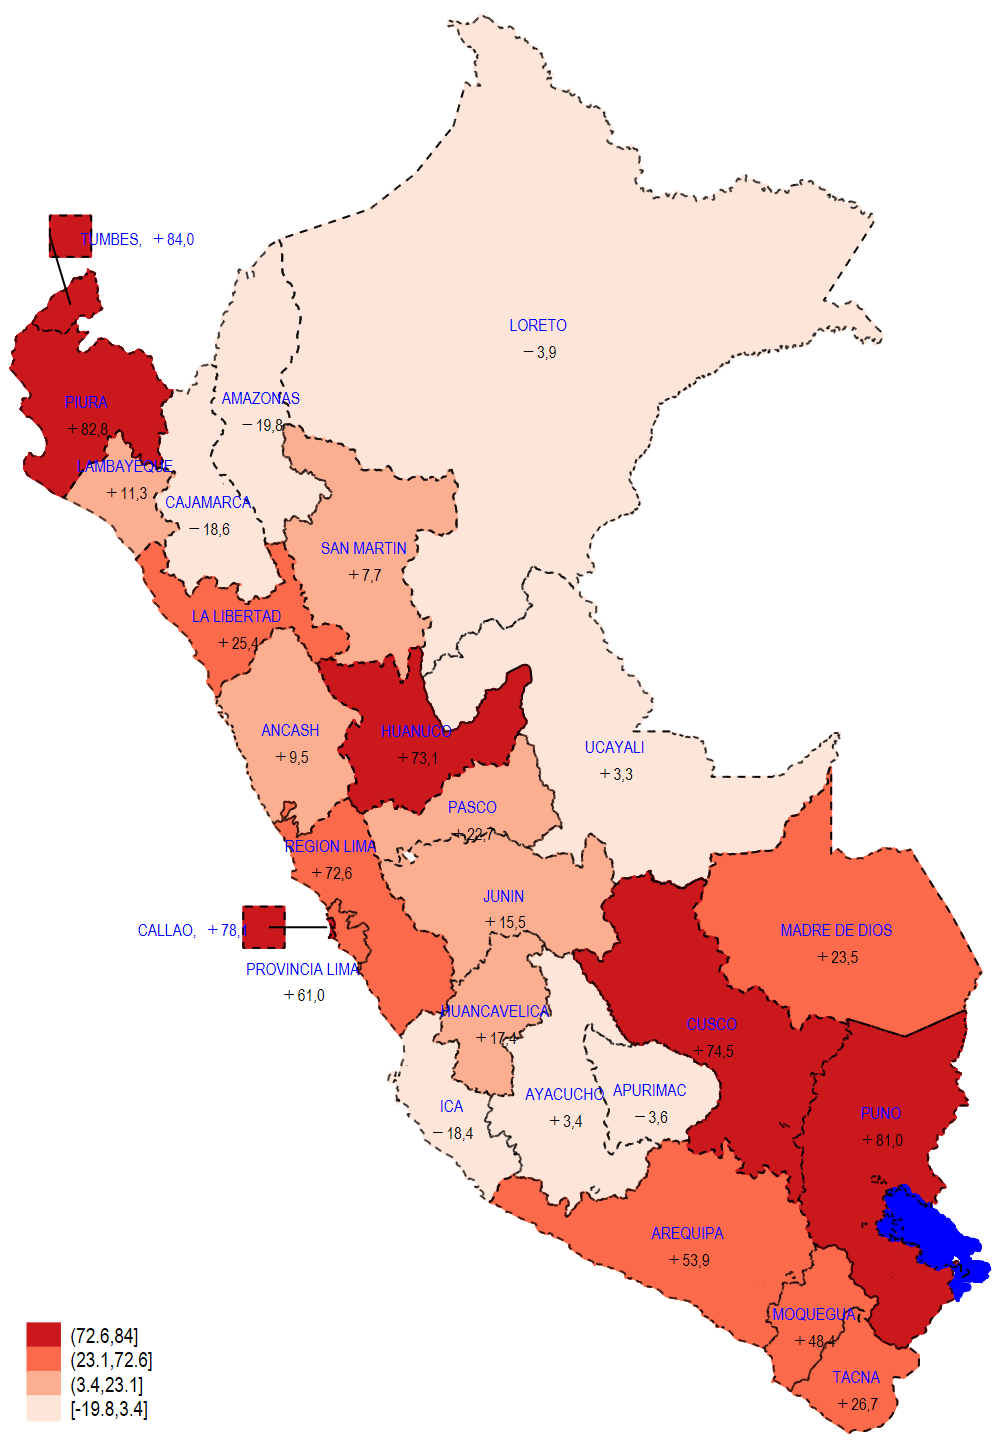 TUMBES, +84,0
LORETO
−3,9
AMAZONAS
−19,8
PIURA
+82,8
LAMBAYEQUE
+11,3
CAJAMARCA
−18,6
SAN MARTIN
+7,7
LA LIBERTAD
+25,4
ANCASH
+9,5
HUANUCO
+73,1
UCAYALI
+3,3
PASCO
+22,7
REGION LIMA
+72,6
JUNIN
+15,5
CALLAO, +78,1
MADRE DE DIOS
+23,5
PROVINCIA LIMA
+61,0
HUANCAVELICA
+17,4
CUSCO
+74,5
AYACUCHO
+3,4
APURIMAC
−3,6
ICA
−18,4
PUNO
+81,0
AREQUIPA
+53,9
MOQUEGUA
+48,4
TACNA
+26,7
(72.6,84]
(23.1,72.6]
(3.4,23.1]
[-19.8,3.4]